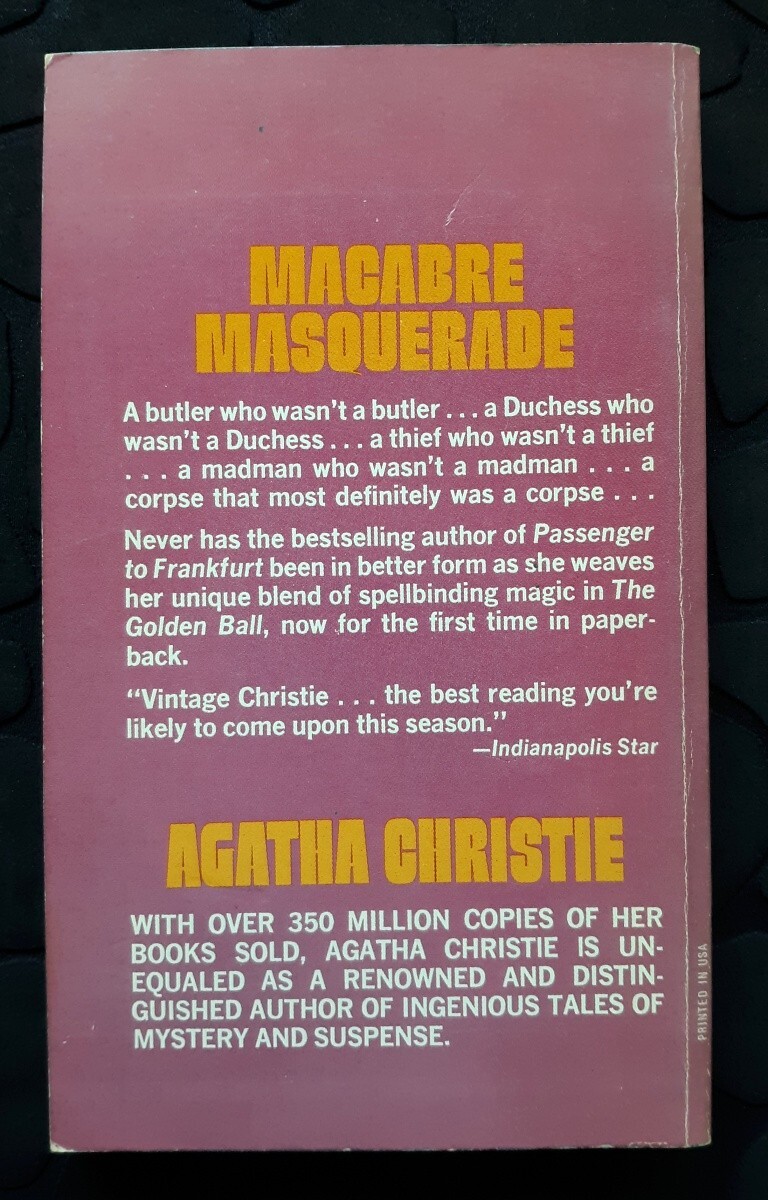 MACABRE
MASQUERADE
A butler who wasn't a butler . . . a Duchess who
wasn't a Duchess . . . a thief who wasn't a thief
. . . a madman who wasn't a madman . . . a
corpse that most definitely was a corpse . . .
Never has the bestselling author of Passenger
to Frankfurt been in better form as she weaves
her unique blend of spellbinding magic in The
Golden Ball, now for the first time in paper-
back.
“Vintage Christie . . . the best reading you're
likely to come upon this season.”
—Indianapolis Star
AGATHA CHRISTIE
WITH OVER 350 MILLION COPIES OF HER
BOOKS SOLD, AGATHA CHRISTIE IS UN-
EQUALED AS A RENOWNED AND DISTIN-
GUISHED AUTHOR OF INGENIOUS TALES OF
MYSTERY AND SUSPENSE.
PRINTED IN USA